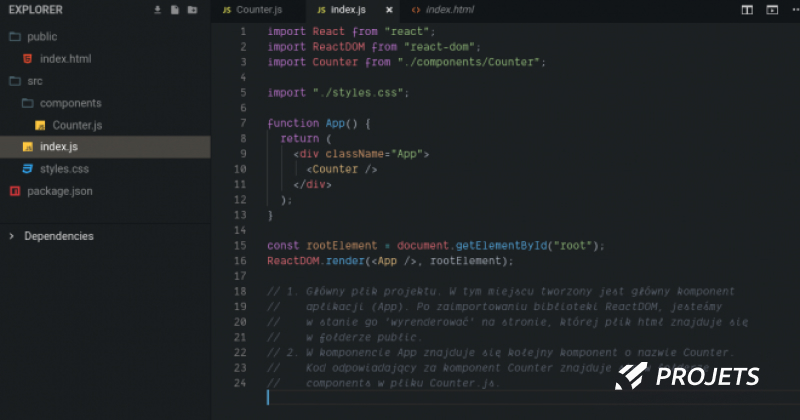 EXPLORER
Counter.js
index.js
index.html
public
index.html
src
components
Counter.js
index.js
styles.css
package.json
Dependencies
1 import React from "react";
2 import ReactDOM from "react-dom";
3 import Counter from "./components/Counter";
4
5 import "./styles.css";
6
7 function App() {
8 return (
9 <div className="App">
10 <Counter />
11 </div>
12 );
13 }
14
15 const rootElement = document.getElementById("root");
16 ReactDOM.render(<App />, rootElement);
17
18 // 1. Główny plik projektu. W tym miejscu tworzony jest główny komponent
19 // aplikacji (App). Po zaimportowaniu biblioteki ReactDOM, jesteśmy
20 // w stanie go 'wyrenderować' na stronie, której plik html znajduje się
21 // w folderze public.
22 // 2. W komponencie App znajduje się kolejny komponent o nazwie Counter.
23 // Kod odpowiadający za komponent Counter znajduje
24 // components w pliku Counter.js.
PROJETS